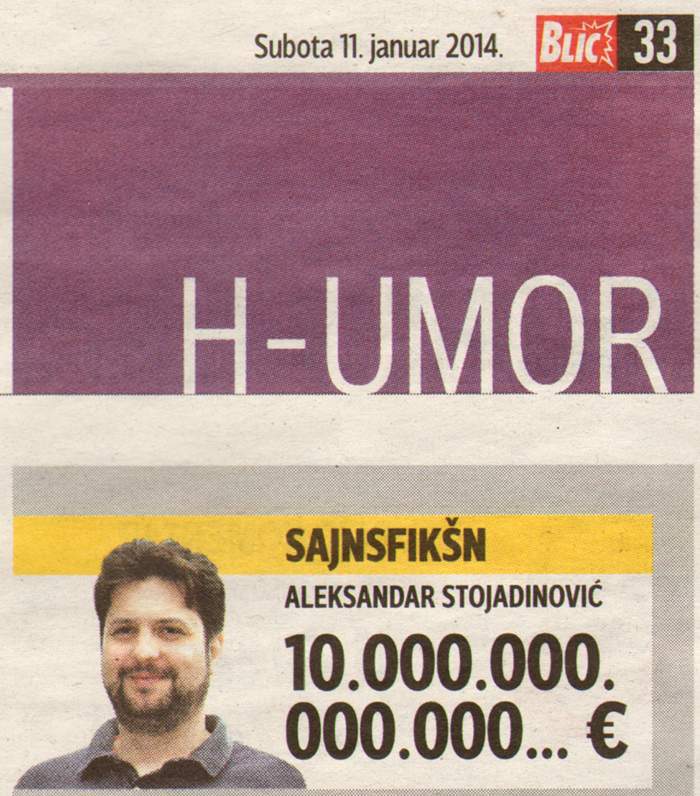 Subota 11. januar 2014. BLIC 33
H-UMOR
SAJNSFIKŠN
ALEKSANDAR STOJADINOVIĆ
10.000.000.
000.000... €